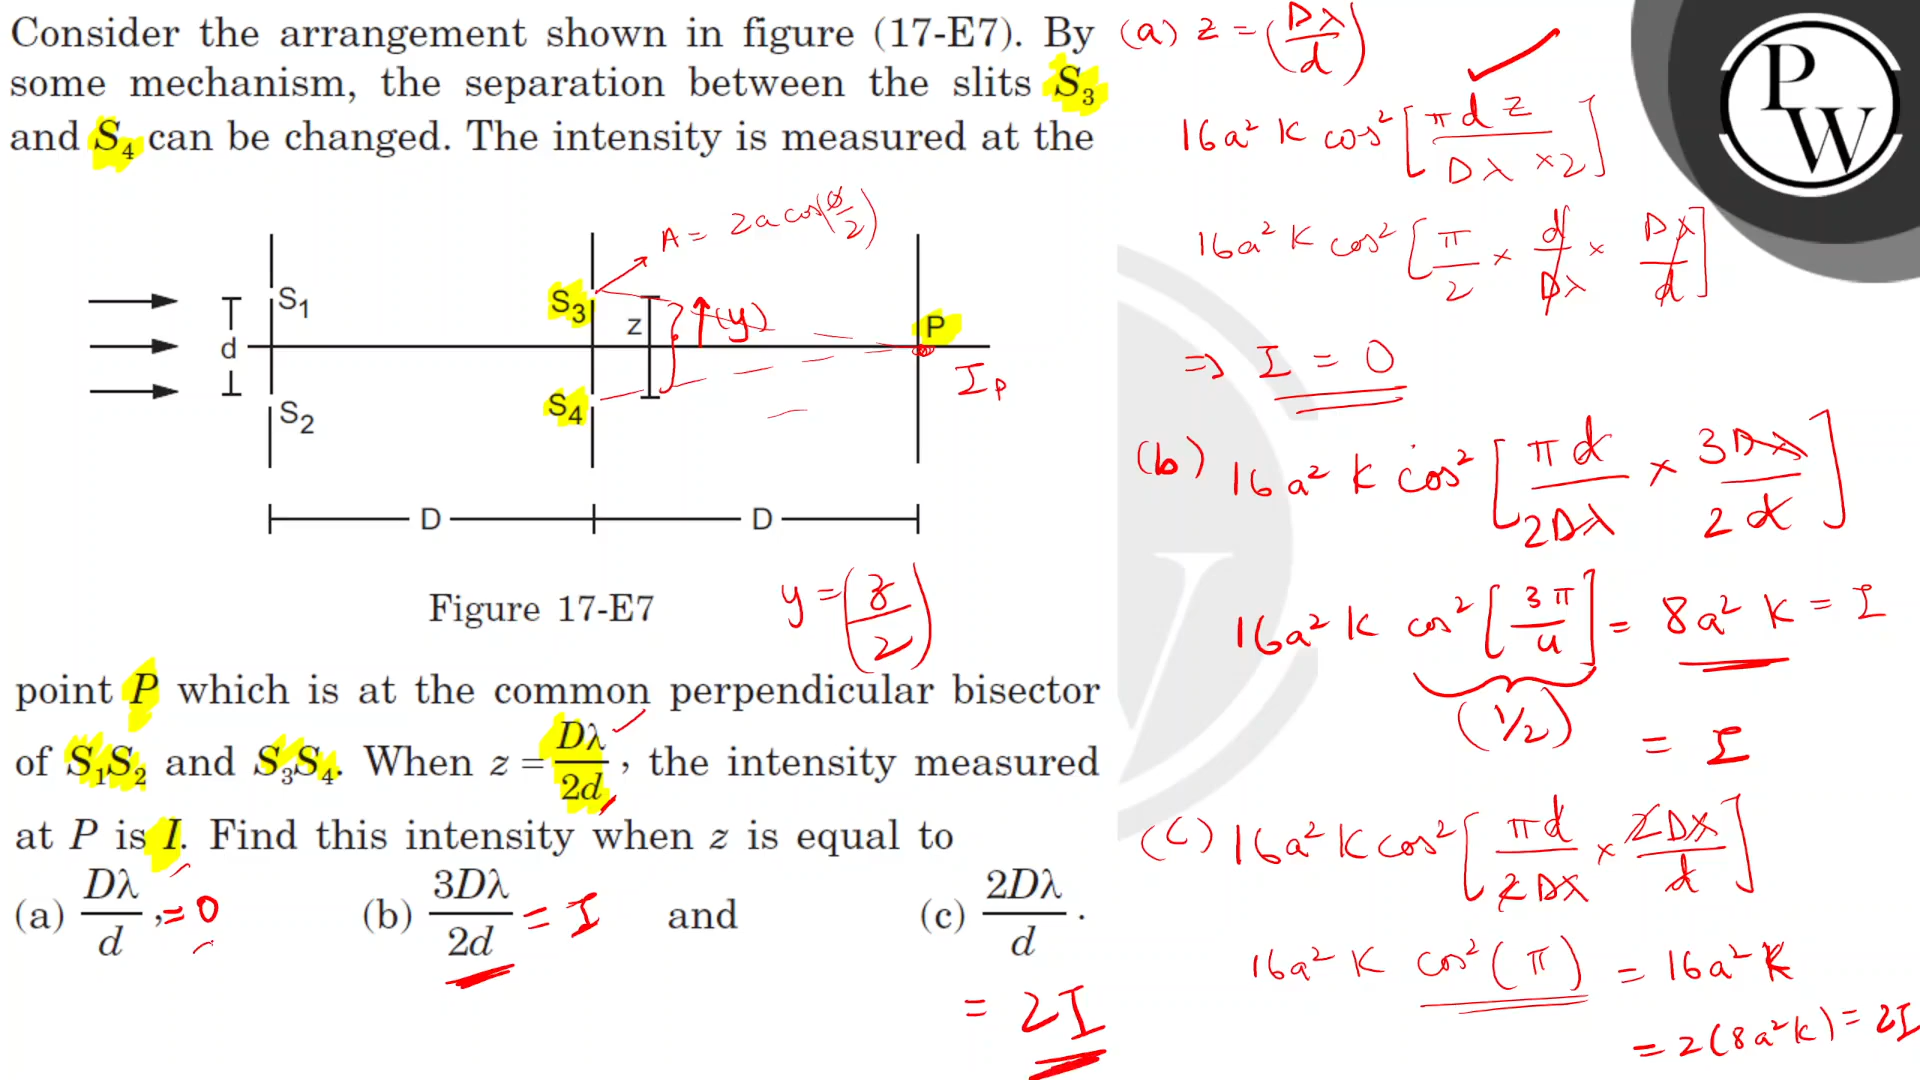 Consider the arrangement shown in figure (17-E7). By
some mechanism, the separation between the slits S₃
and S₄ can be changed. The intensity is measured at the
A = 2a cos(ϕ/2)
S₁
S₃
z
(y)
P
d
I_P
S₂
S₄
D
D
Figure 17-E7
y = (z/2)
point P which is at the common perpendicular bisector
of S₁S₂ and S₃S₄. When z = Dλ/2d, the intensity measured
at P is I. Find this intensity when z is equal to
(a) Dλ/d, = 0 (b) 3Dλ/2d = I and (c) 2Dλ/d.
= 2I
(a) z = (Dλ/d)
16a² K cos² [πdz/Dλ×2]
16a² K cos² [π/2 × d/Dλ × Dλ/d]
⇒ I = 0
(b) 16a² K cos² [πd/2Dλ × 3Dλ/2d]
16a² K cos² [3π/4] = 8a² K = I
(1/2)
= I
(C) 16a² K cos² [πd/2Dλ × 2Dλ/d]
16a² K cos² (π) = 16a² K
= 2(8a²K) = 2I
PW